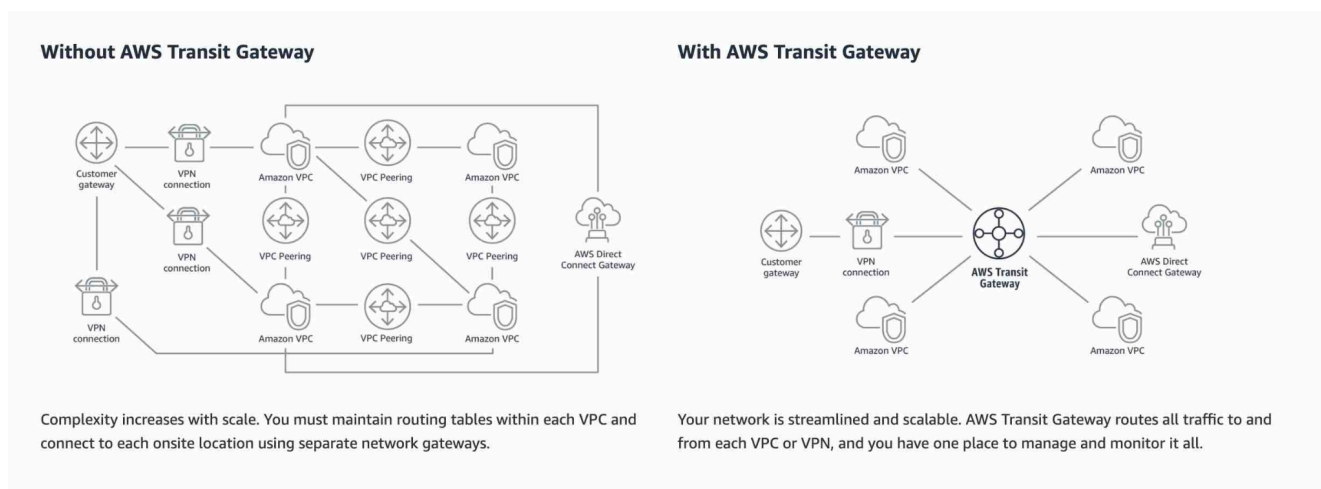 Without AWS Transit Gateway
Customer
gateway
VPN
connection
Amazon VPC
VPC Peering
Amazon VPC
VPN
connection
VPC Peering
VPC Peering
VPC Peering
AWS Direct
Connect Gateway
VPN
connection
Amazon VPC
VPC Peering
Amazon VPC
Complexity increases with scale. You must maintain routing tables within each VPC and
connect to each onsite location using separate network gateways.
With AWS Transit Gateway
Amazon VPC
Amazon VPC
Customer
gateway
VPN
connection
AWS Transit
Gateway
AWS Direct
Connect Gateway
Amazon VPC
Amazon VPC
Your network is streamlined and scalable. AWS Transit Gateway routes all traffic to and
from each VPC or VPN, and you have one place to manage and monitor it all.